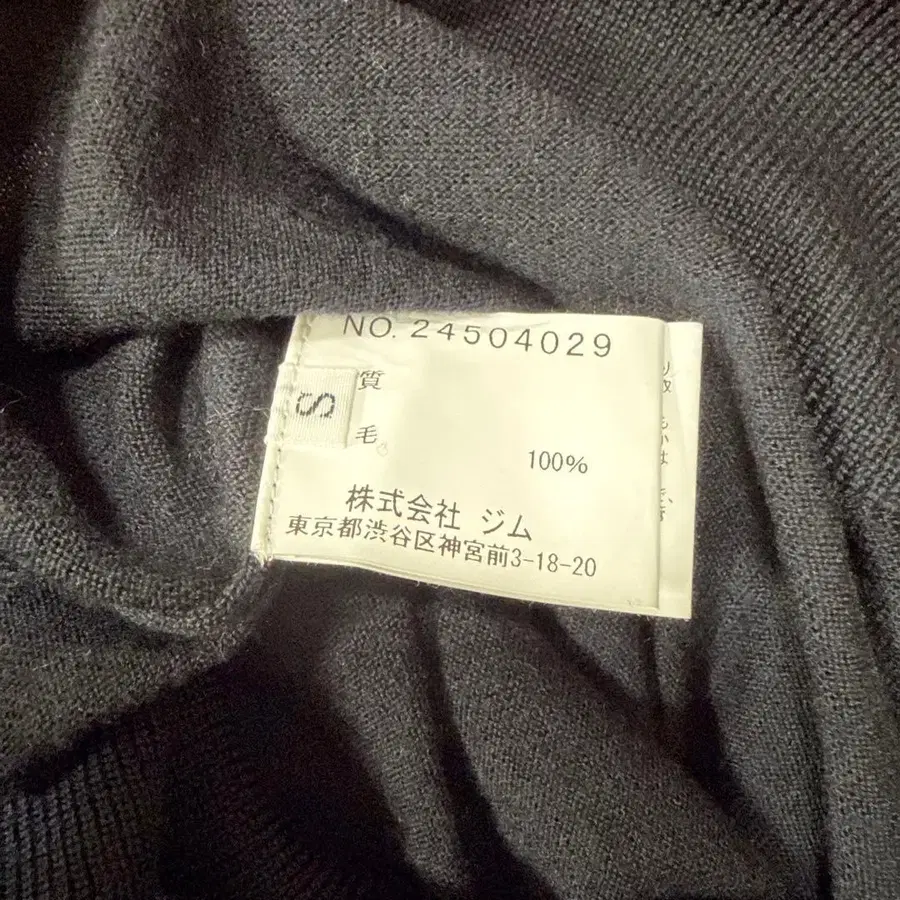 NO. 24504029
質
S
毛
100%
株式会社 ジム
東京都渋谷区神宮前3-18-20